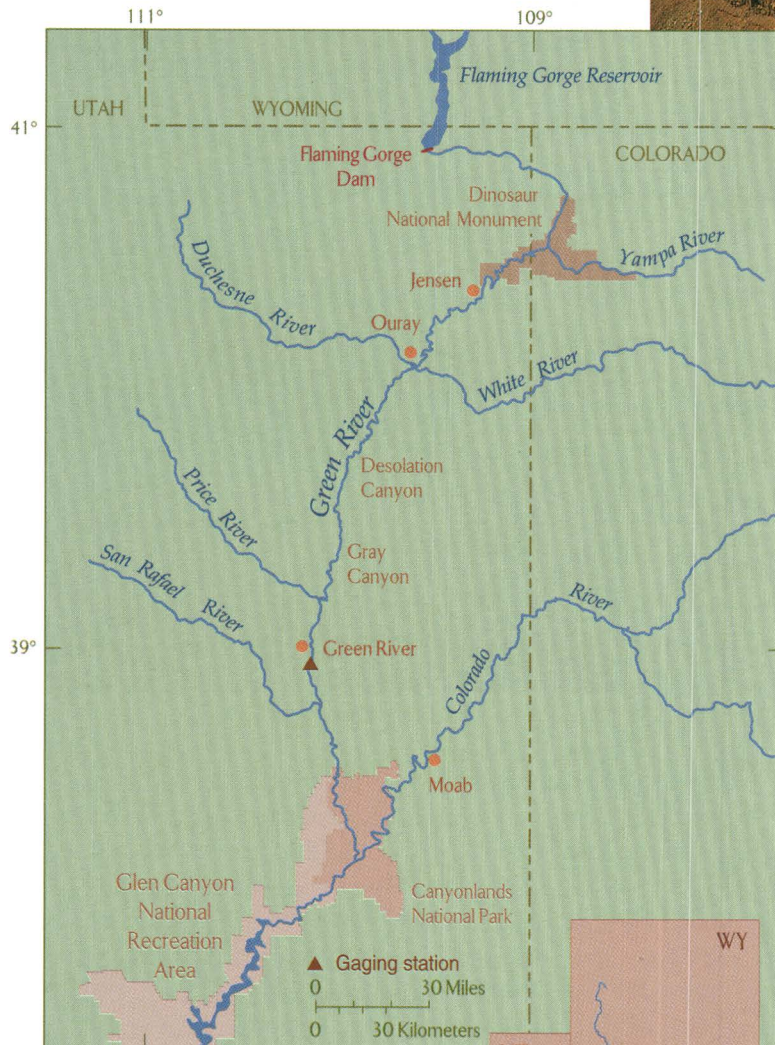 111°
109°
Flaming Gorge Reservoir
UTAH
WYOMING
41°
Flaming Gorge
Dam
COLORADO
Dinosaur
National Monument
Yampa River
Duchesne River
Jensen
Ouray
White River
Green River
Desolation
Canyon
Price River
Gray
Canyon
San Rafael River
39°
Green River
Colorado River
Moab
Glen Canyon
National
Recreation
Area
Canyonlands
National Park
WY
▲ Gaging station
0 30 Miles
0 30 Kilometers